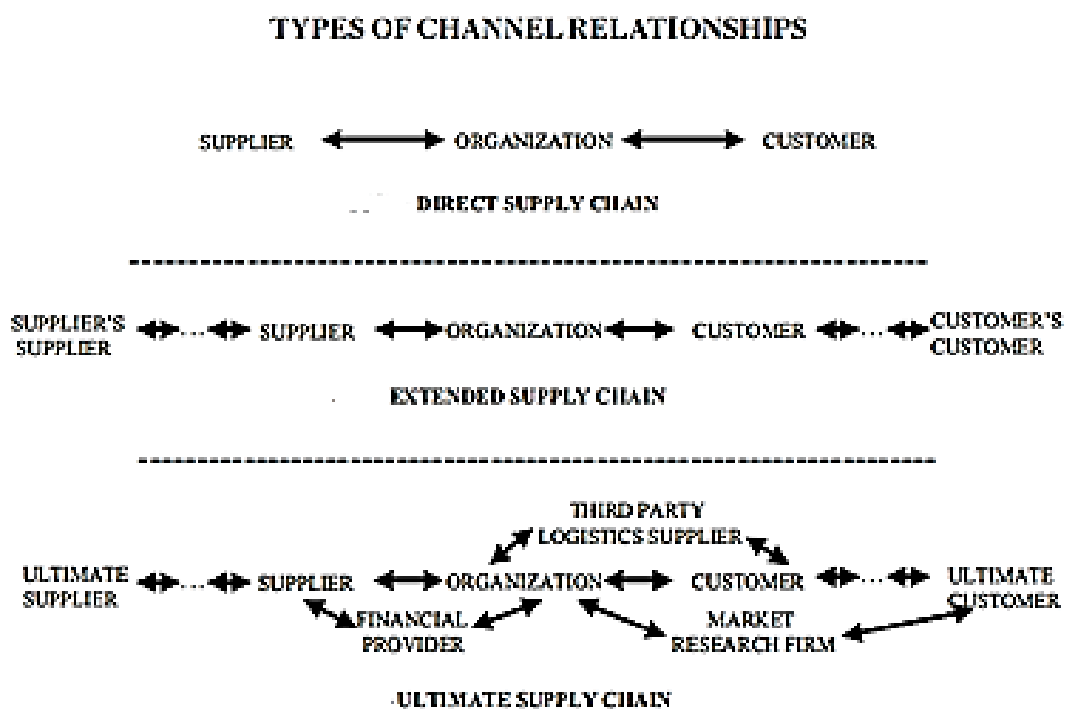 TYPES OF CHANNEL RELATIONSHIPS
SUPPLIER ORGANIZATION CUSTOMER
DIRECT SUPPLY CHAIN
SUPPLIER'S SUPPLIER ... SUPPLIER ORGANIZATION CUSTOMER ... CUSTOMER'S CUSTOMER
EXTENDED SUPPLY CHAIN
THIRD PARTY
LOGISTICS SUPPLIER
ULTIMATE SUPPLIER ... SUPPLIER ORGANIZATION CUSTOMER ... ULTIMATE CUSTOMER
FINANCIAL PROVIDER
MARKET RESEARCH FIRM
ULTIMATE SUPPLY CHAIN